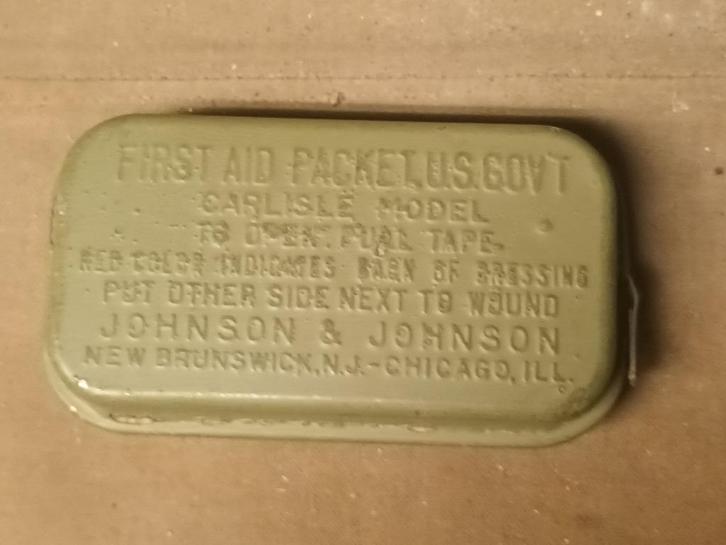 FIRST AID PACKET, U.S. GOVT
CARLISLE MODEL
TO OPEN PULL TAPE.
RED COLOR INDICATES BACK OF DRESSING
PUT OTHER SIDE NEXT TO WOUND
JOHNSON & JOHNSON
NEW BRUNSWICK, N.J.-CHICAGO, ILL.